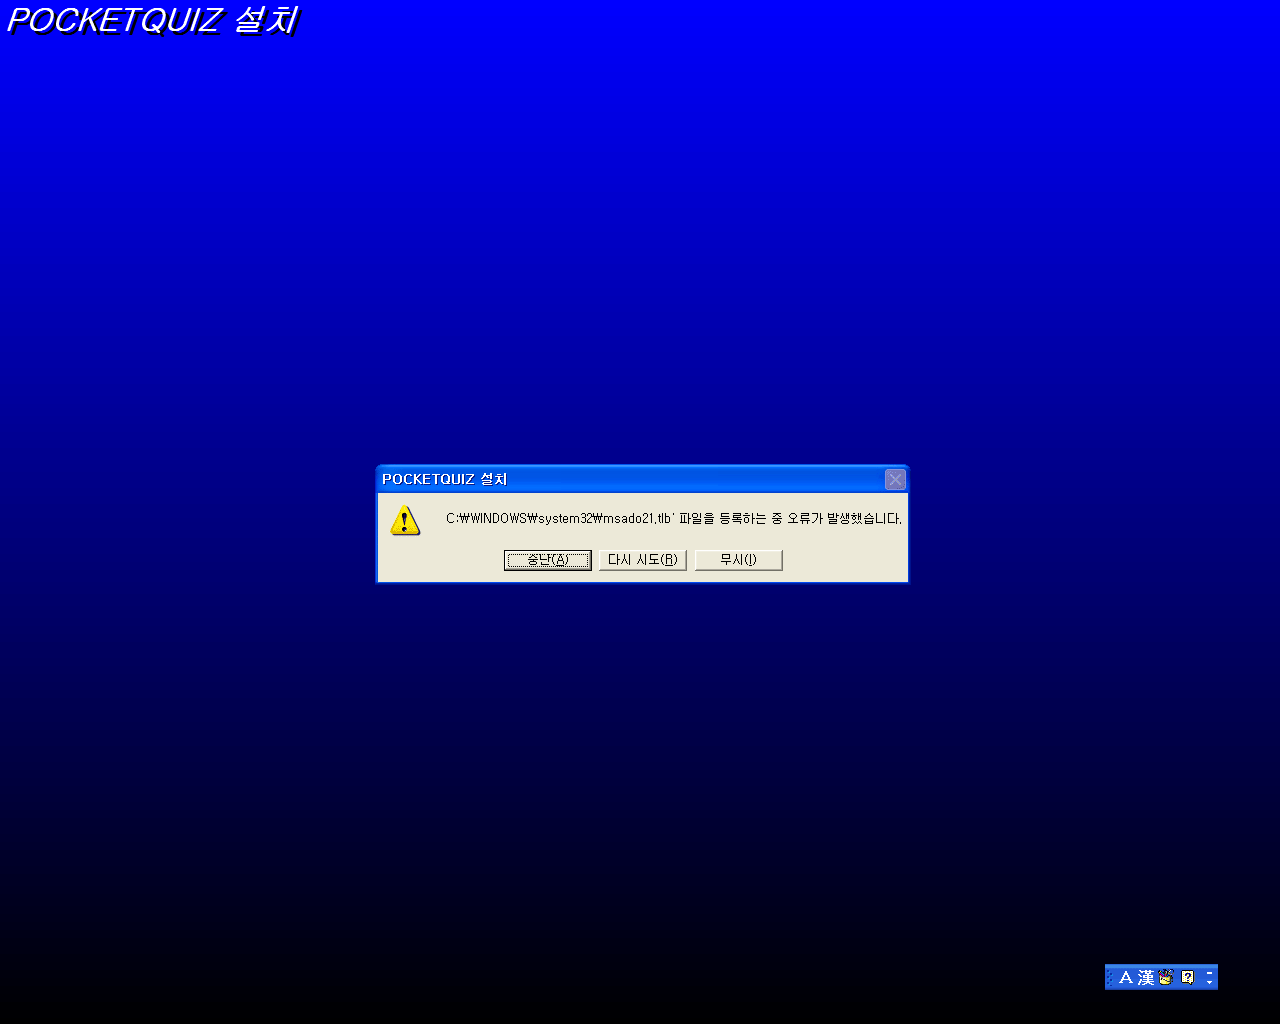 POCKETQUIZ 설치
POCKETQUIZ 설치
C:₩WINDOWS₩system32₩msado21.tlb' 파일을 등록하는 중 오류가 발생했습니다.
중단(A) 다시 시도(R) 무시(I)
A 漢 ?